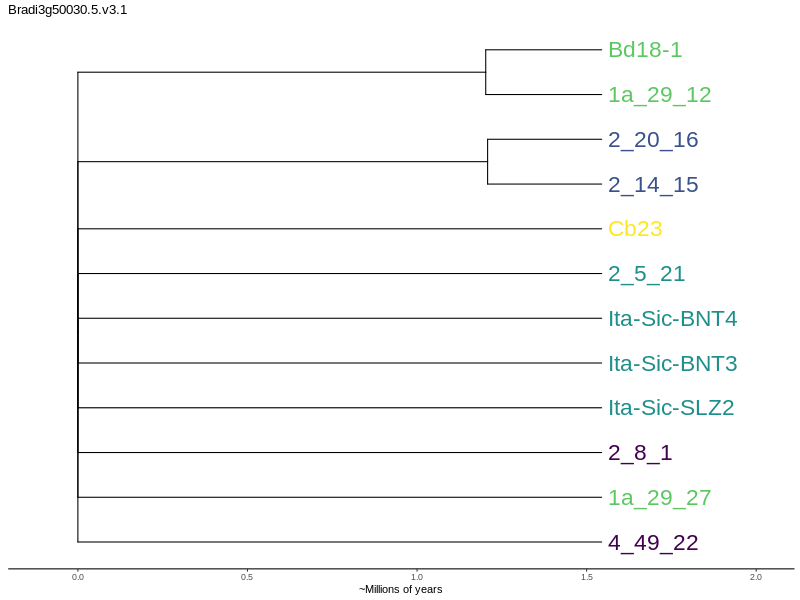 Bradi3g50030.5.v3.1
Bd18-1
1a_29_12
2_20_16
2_14_15
Cb23
2_5_21
Ita-Sic-BNT4
Ita-Sic-BNT3
Ita-Sic-SLZ2
2_8_1
1a_29_27
4_49_22
0.0 0.5 1.0 1.5 2.0
~Millions of years